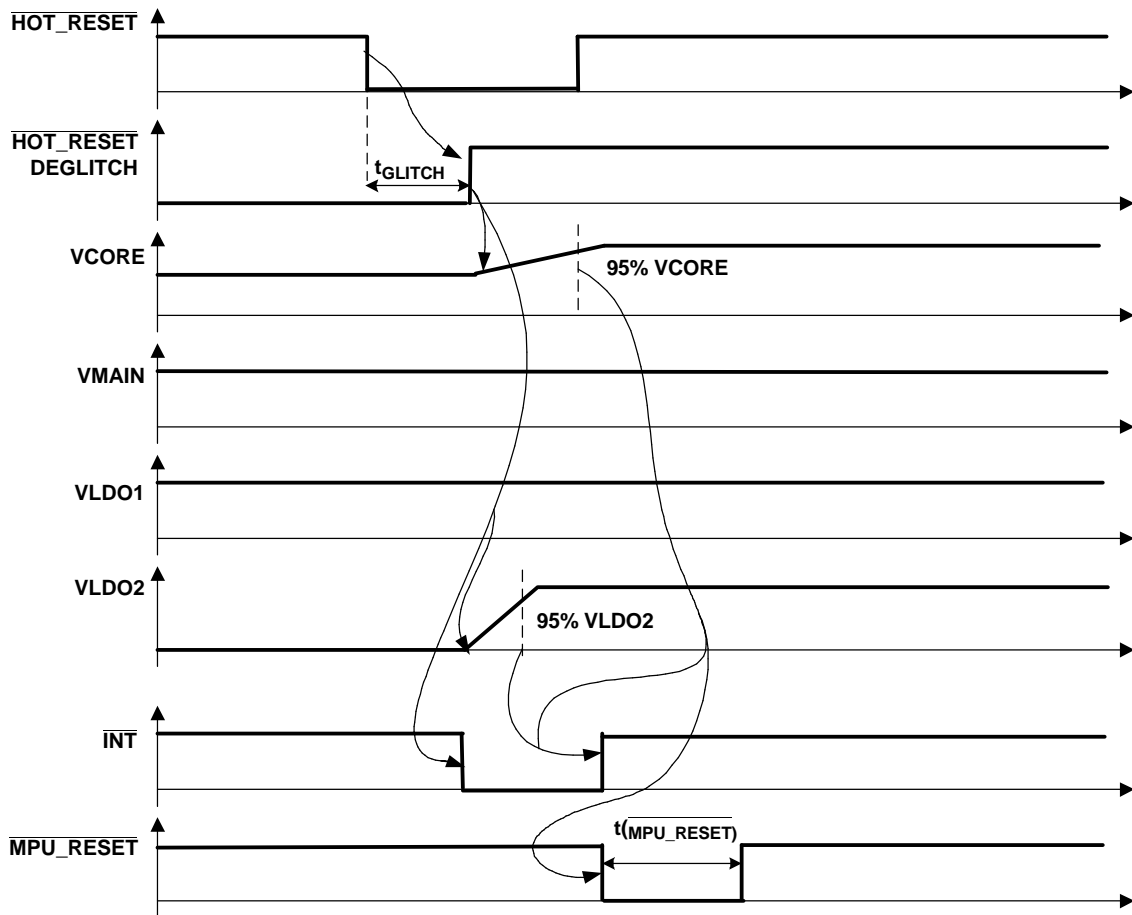 HOT_RESET
HOT_RESET
DEGLITCH
tGLITCH
VCORE
95% VCORE
VMAIN
VLDO1
VLDO2
95% VLDO2
INT
t(MPU_RESET)
MPU_RESET